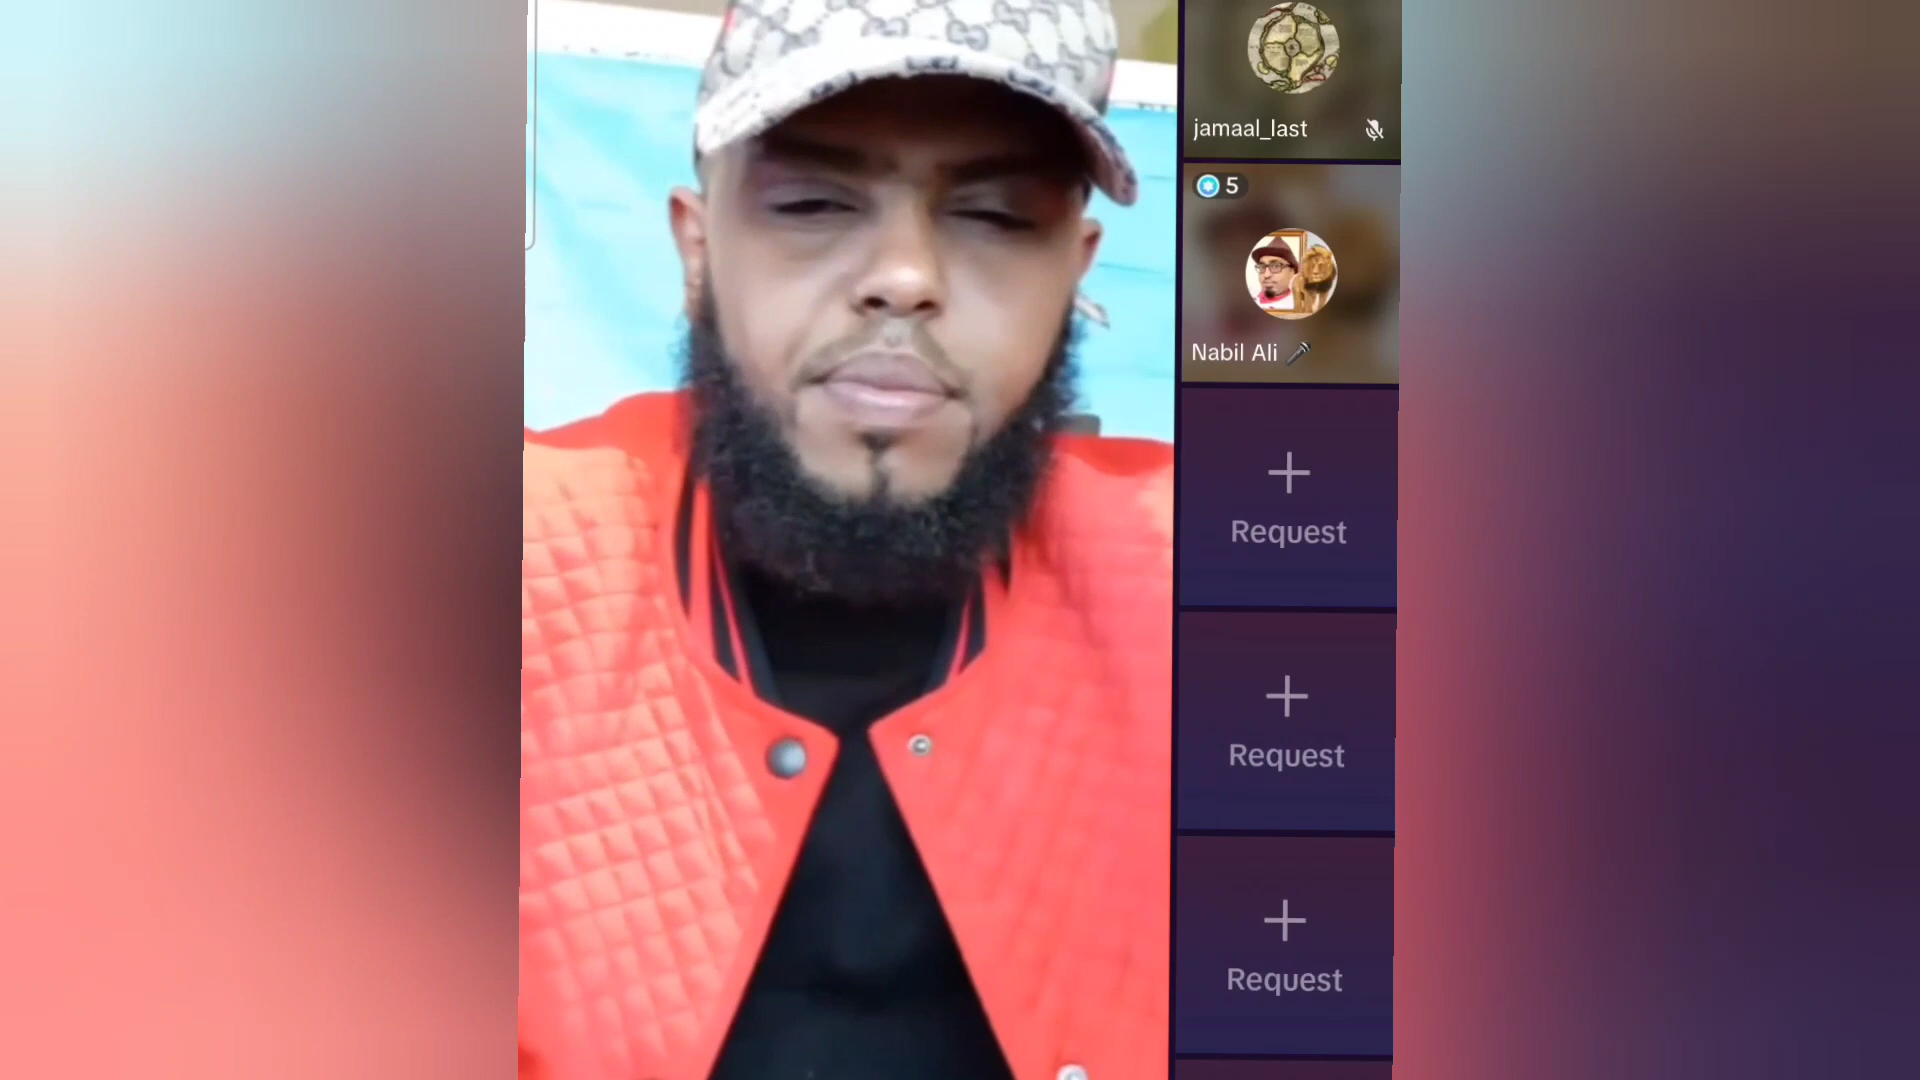 jamaal_last
5
Nabil Ali
Request
Request
Request